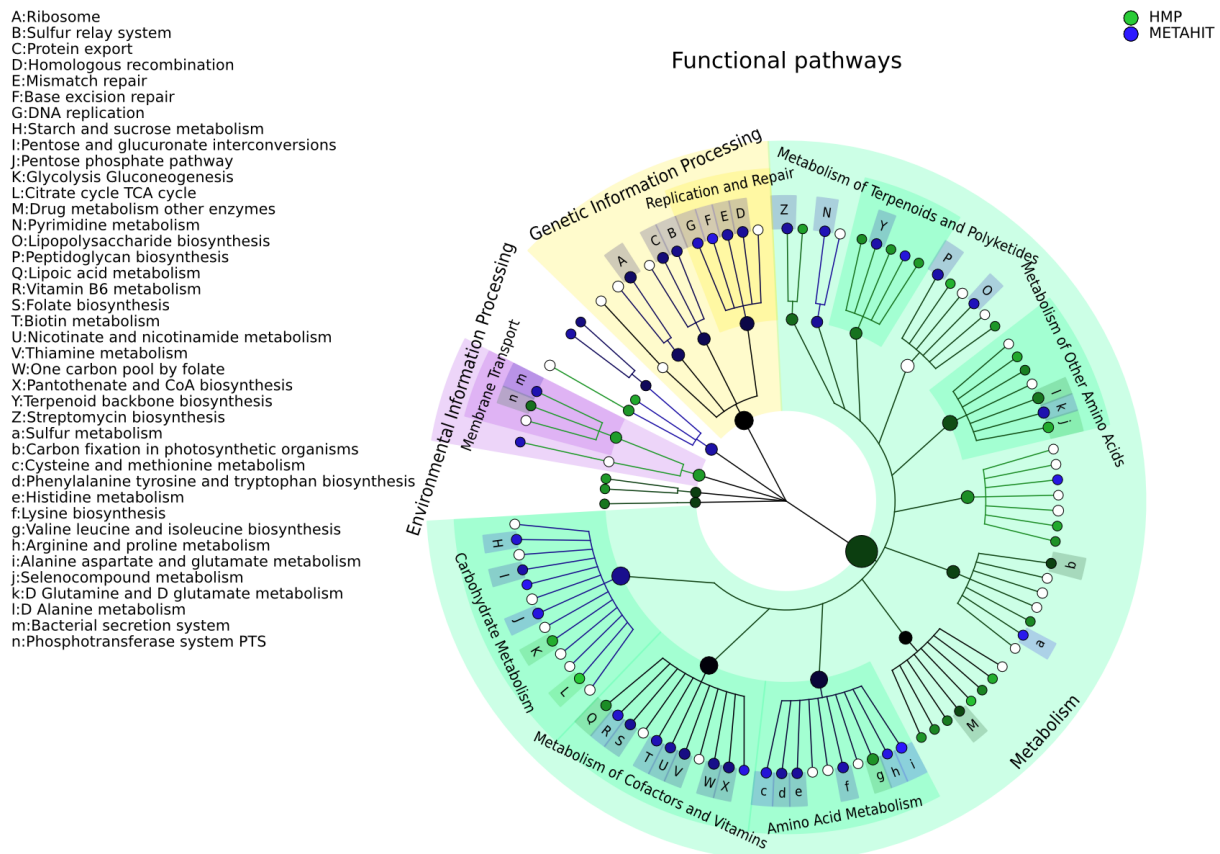 A:Ribosome
B:Sulfur relay system
C:Protein export
D:Homologous recombination
E:Mismatch repair
F:Base excision repair
G:DNA replication
H:Starch and sucrose metabolism
I:Pentose and glucuronate interconversions
J:Pentose phosphate pathway
K:Glycolysis Gluconeogenesis
L:Citrate cycle TCA cycle
M:Drug metabolism other enzymes
N:Pyrimidine metabolism
O:Lipopolysaccharide biosynthesis
P:Peptidoglycan biosynthesis
Q:Lipoic acid metabolism
R:Vitamin B6 metabolism
S:Folate biosynthesis
T:Biotin metabolism
U:Nicotinate and nicotinamide metabolism
V:Thiamine metabolism
W:One carbon pool by folate
X:Pantothenate and CoA biosynthesis
Y:Terpenoid backbone biosynthesis
Z:Streptomycin biosynthesis
a:Sulfur metabolism
b:Carbon fixation in photosynthetic organisms
c:Cysteine and methionine metabolism
d:Phenylalanine tyrosine and tryptophan biosynthesis
e:Histidine metabolism
f:Lysine biosynthesis
g:Valine leucine and isoleucine biosynthesis
h:Arginine and proline metabolism
i:Alanine aspartate and glutamate metabolism
j:Selenocompound metabolism
k:D Glutamine and D glutamate metabolism
l:D Alanine metabolism
m:Bacterial secretion system
n:Phosphotransferase system PTS
HMP
METAHIT
Functional pathways
Environmental Information Processing
Membrane Transport
m
n
Genetic Information Processing
Replication and Repair
A
C
B
G
F
E
D
Metabolism of Terpenoids and Polyketides
Z
N
Y
P
O
Metabolism of Other Amino Acids
l
k
j
b
a
M
Metabolism
Amino Acid Metabolism
i
h
g
f
e
d
c
Metabolism of Cofactors and Vitamins
X
W
V
U
T
S
R
Q
Carbohydrate Metabolism
L
K
J
I
H